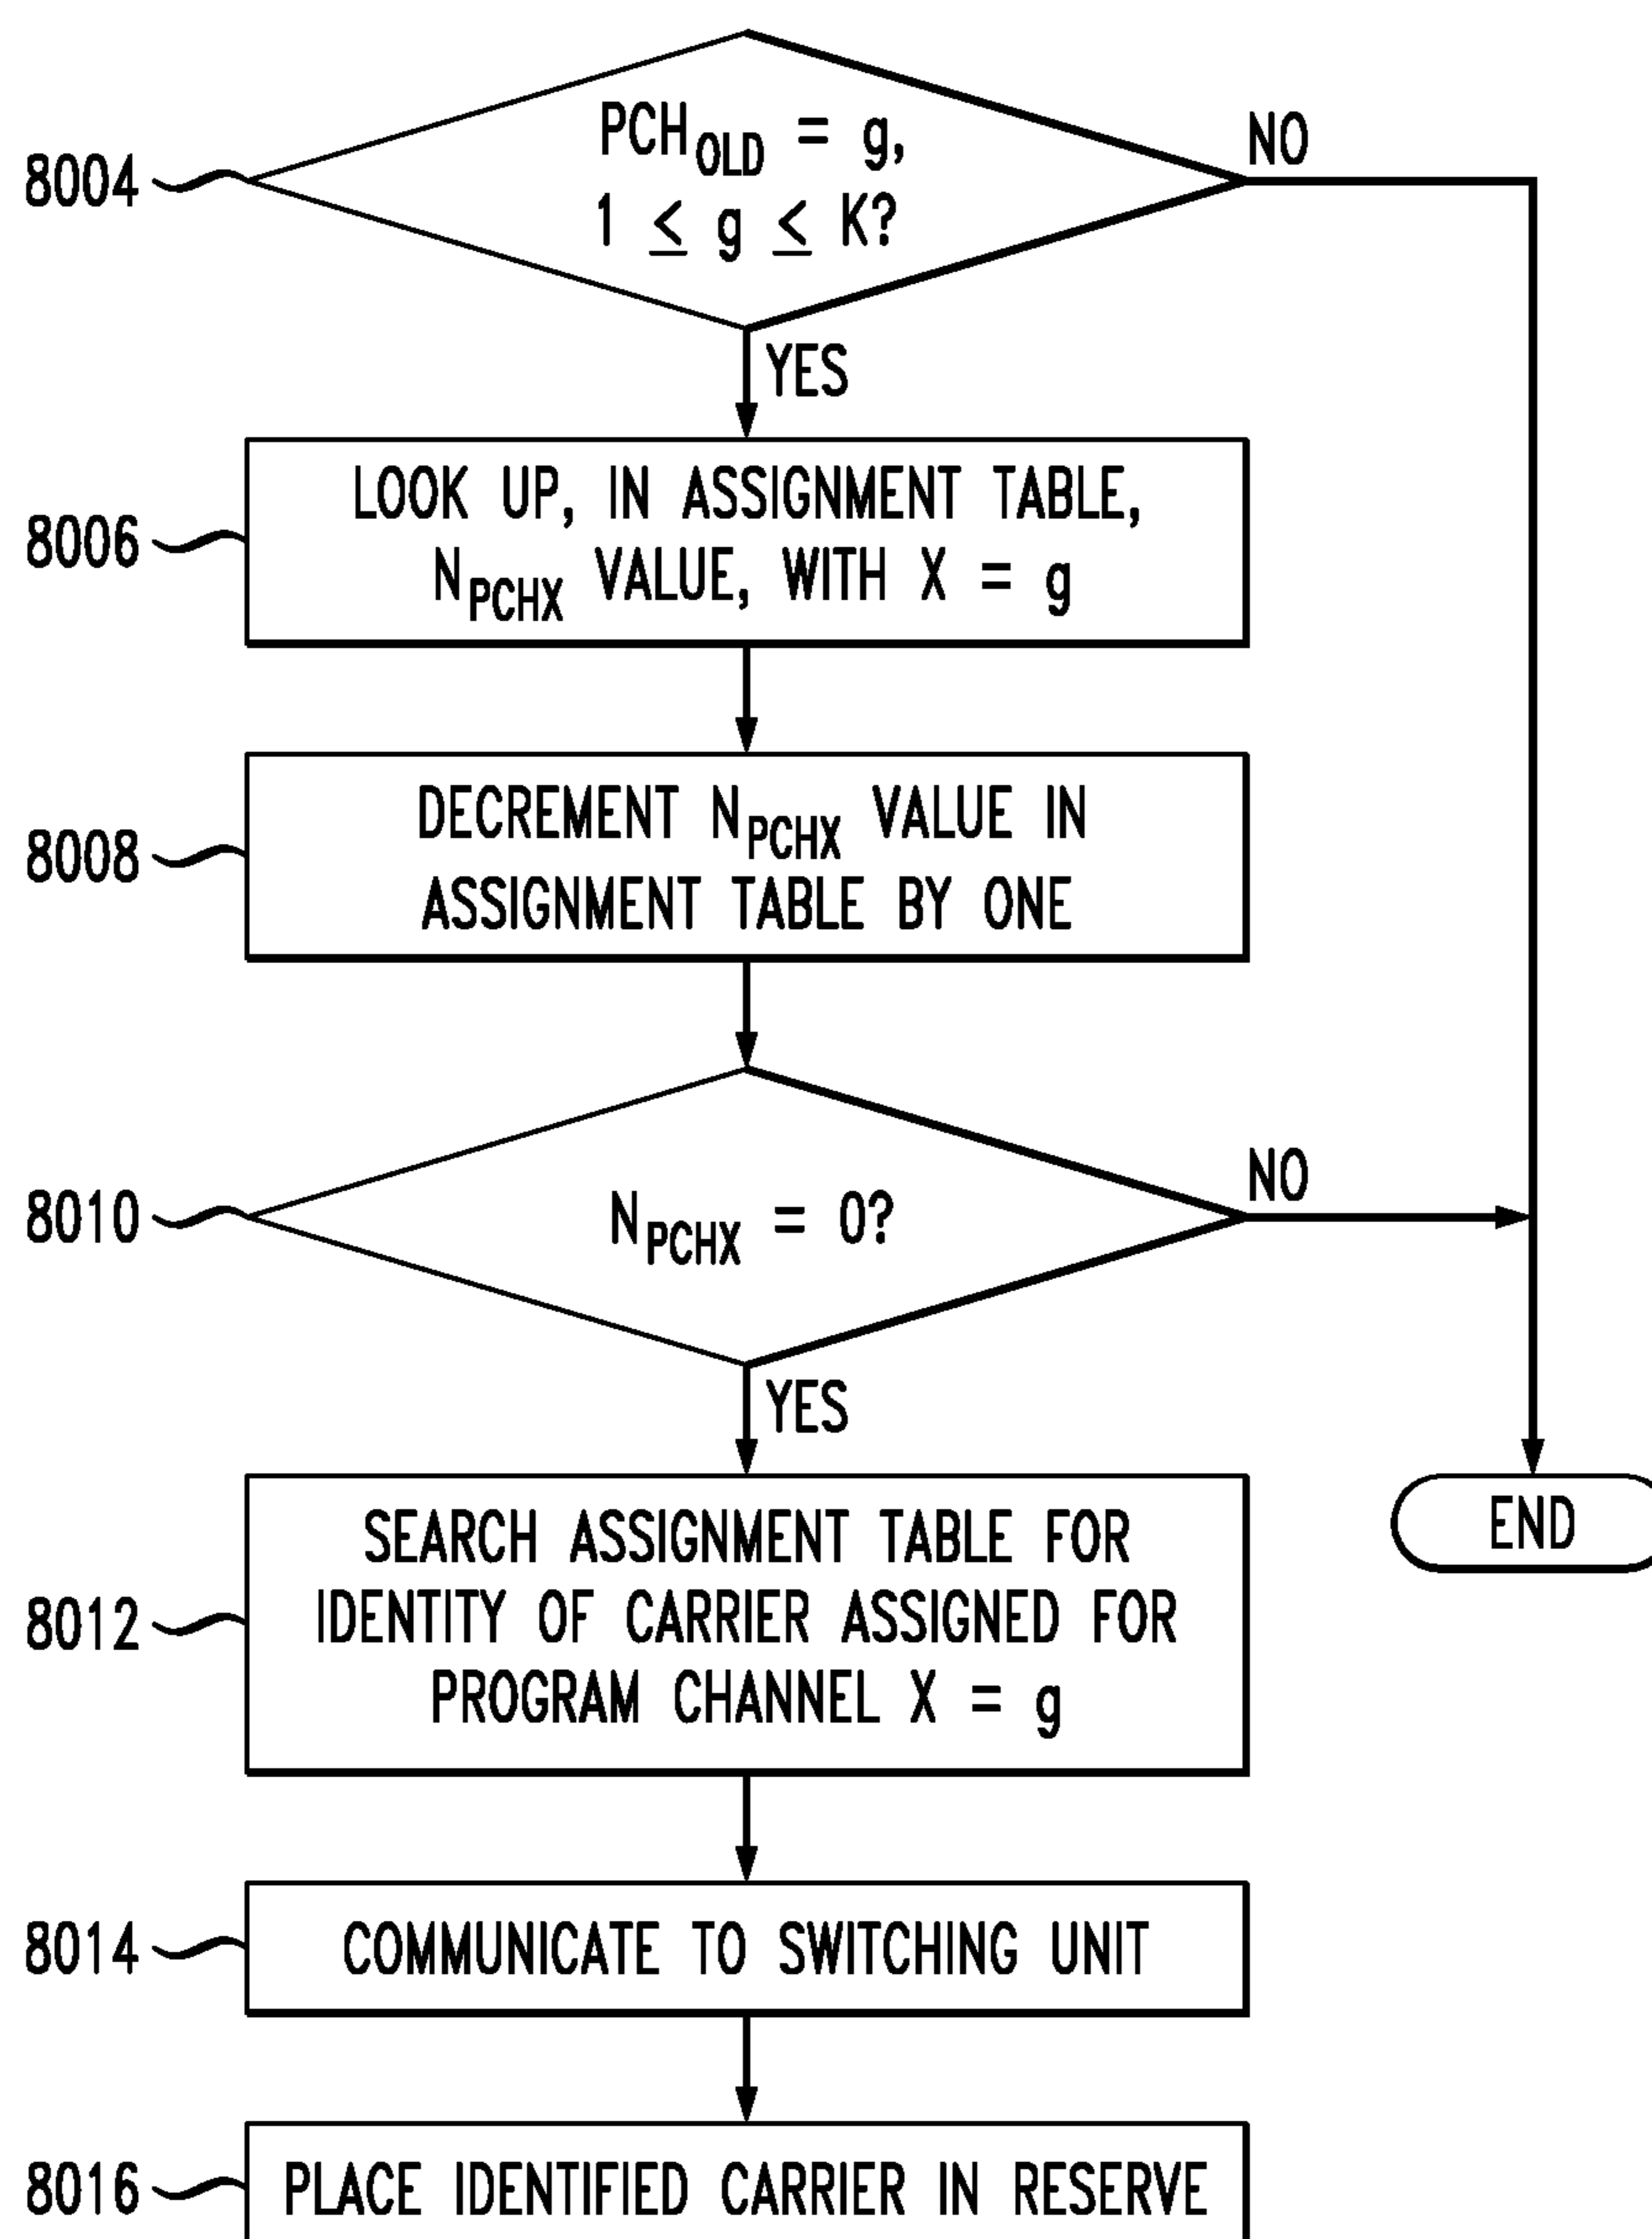 PCH_OLD = g,
1 ≤ g ≤ K?
NO
8004
YES
LOOK UP, IN ASSIGNMENT TABLE,
N_PCHX VALUE, WITH X = g
8006
DECREMENT N_PCHX VALUE IN
ASSIGNMENT TABLE BY ONE
8008
N_PCHX = 0?
NO
8010
YES
SEARCH ASSIGNMENT TABLE FOR
IDENTITY OF CARRIER ASSIGNED FOR
PROGRAM CHANNEL X = g
8012
END
COMMUNICATE TO SWITCHING UNIT
8014
PLACE IDENTIFIED CARRIER IN RESERVE
8016